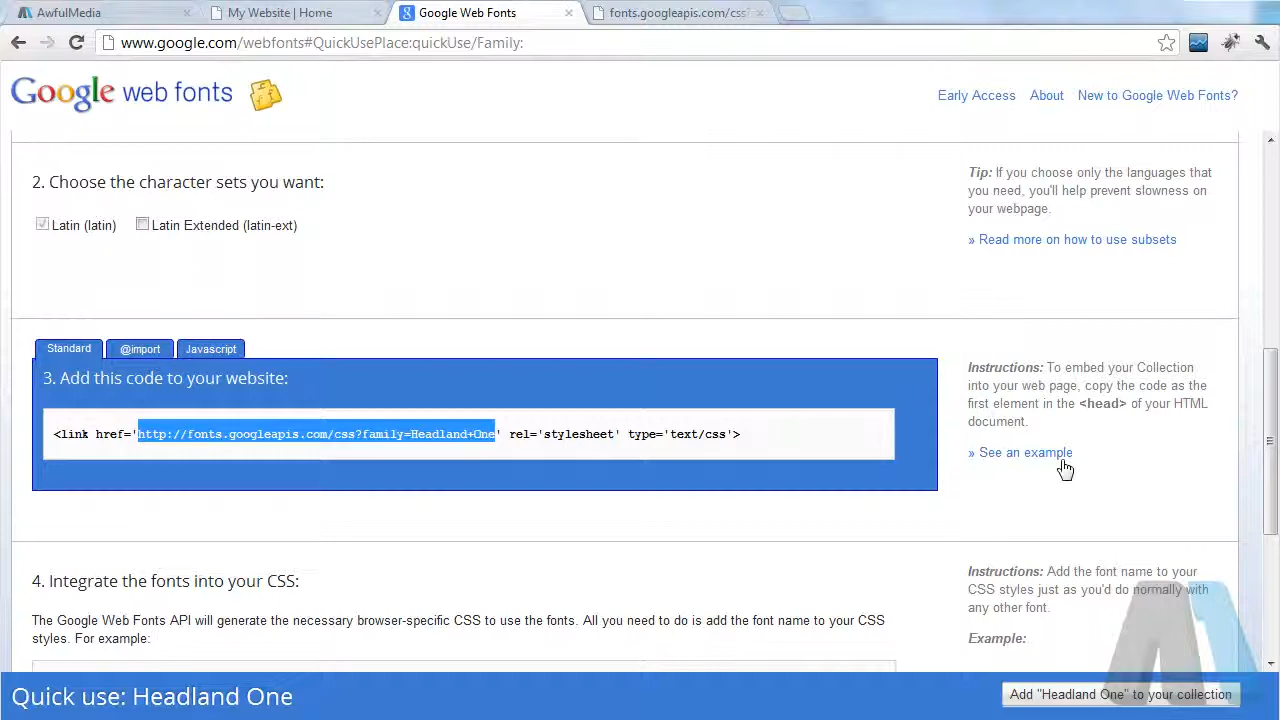 AwfulMedia
My Website | Home
Google Web Fonts
fonts.googleapis.com/css?
www.google.com/webfonts#QuickUsePlace:quickUse/Family:
Google web fonts
Early Access
About
New to Google Web Fonts?
2. Choose the character sets you want:
Latin (latin)
Latin Extended (latin-ext)
Tip: If you choose only the languages that
you need, you'll help prevent slowness on
your webpage.
» Read more on how to use subsets
Standard
@import
Javascript
3. Add this code to your website:
<link href='http://fonts.googleapis.com/css?family=Headland+One' rel='stylesheet' type='text/css'>
Instructions: To embed your Collection
into your web page, copy the code as the
first element in the <head> of your HTML
document.
» See an example
4. Integrate the fonts into your CSS:
The Google Web Fonts API will generate the necessary browser-specific CSS to use the fonts. All you need to do is add the font name to your CSS
styles. For example:
Instructions: Add the font name to your
CSS styles just as you'd do normally with
any other font.
Example:
Quick use: Headland One
Add "Headland One" to your collection